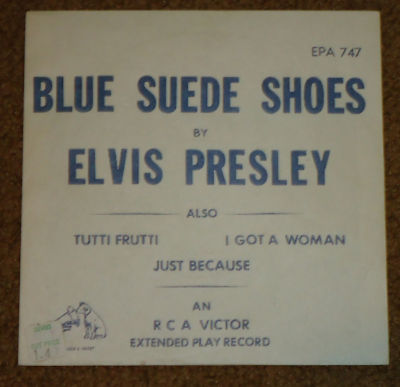 EPA 747
BLUE SUEDE SHOES
BY
ELVIS PRESLEY
ALSO
TUTTI FRUTTI I GOT A WOMAN
JUST BECAUSE
AN
RCA VICTOR
EXTENDED PLAY RECORD